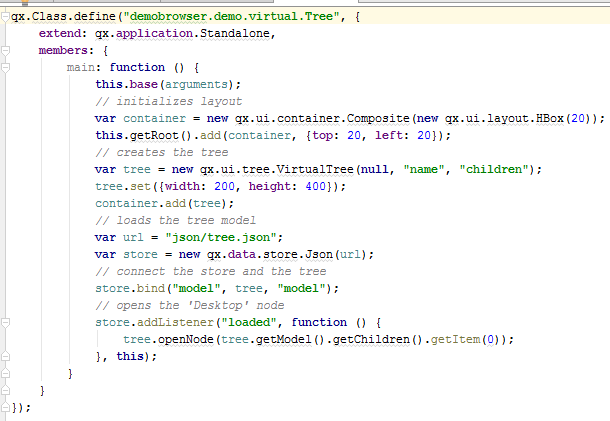 qx.Class.define("demobrowser.demo.virtual.Tree", {
    extend: qx.application.Standalone,
    members: {
        main: function () {
            this.base(arguments);
            // initializes layout
            var container = new qx.ui.container.Composite(new qx.ui.layout.HBox(20));
            this.getRoot().add(container, {top: 20, left: 20});
            // creates the tree
            var tree = new qx.ui.tree.VirtualTree(null, "name", "children");
            tree.set({width: 200, height: 400});
            container.add(tree);
            // loads the tree model
            var url = "json/tree.json";
            var store = new qx.data.store.Json(url);
            // connect the store and the tree
            store.bind("model", tree, "model");
            // opens the 'Desktop' node
            store.addListener("loaded", function () {
                tree.openNode(tree.getModel().getChildren().getItem(0));
            }, this);
        }
    }
});